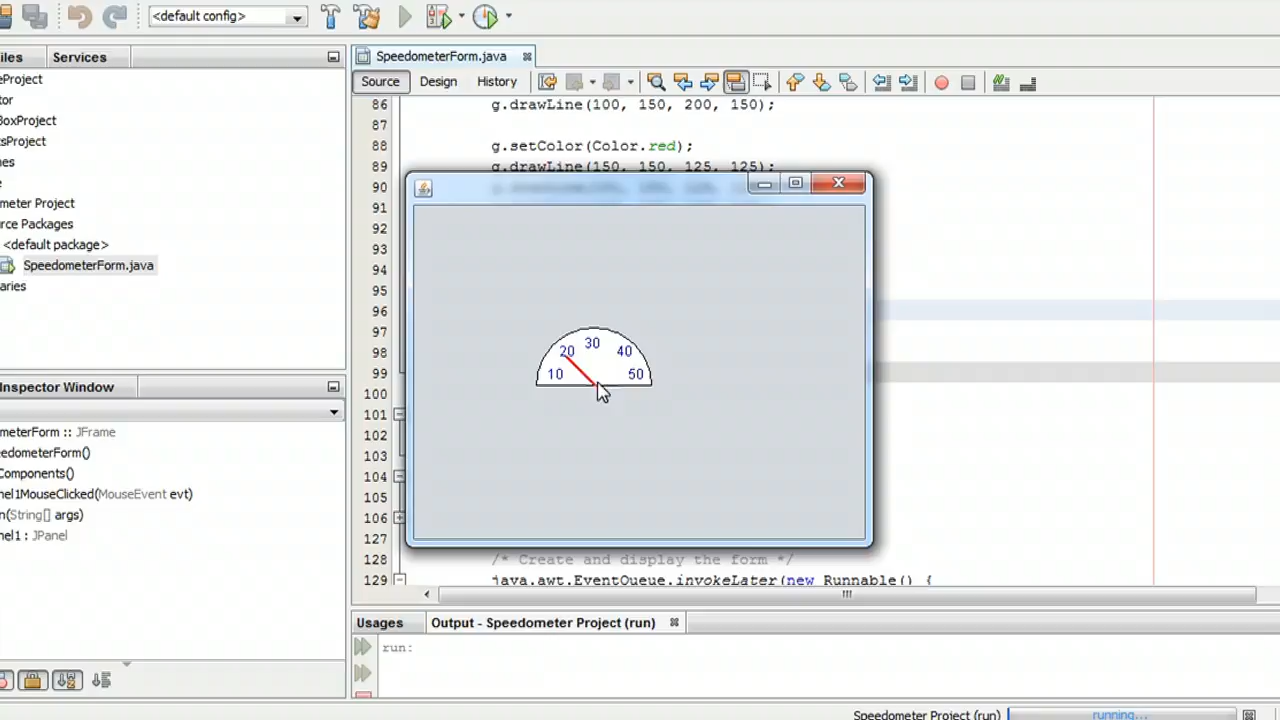 <default config>
iles
Services
SpeedometerForm.java
Source
Design
History
eProject
tor
BoxProject
tsProject
nes
e
meter Project
rce Packages
<default package>
SpeedometerForm.java
aries
86 g.drawLine(100, 150, 200, 150);
87
88 g.setColor(Color.red);
89 g.drawLine(150, 150, 125, 125);
90
91
92
93
94
95
96
97
98
99
100
101
102
103
104
105
106
127
128 /* Create and display the form */
129 java.awt.EventQueue.invokeLater(new Runnable() {
10
20
30
40
50
Inspector Window
meterForm :: JFrame
eedometerForm()
Components()
nel1MouseClicked(MouseEvent evt)
n(String[] args)
nel1 : JPanel
Usages
Output - Speedometer Project (run)
run:
Speedometer Project (run)
running...